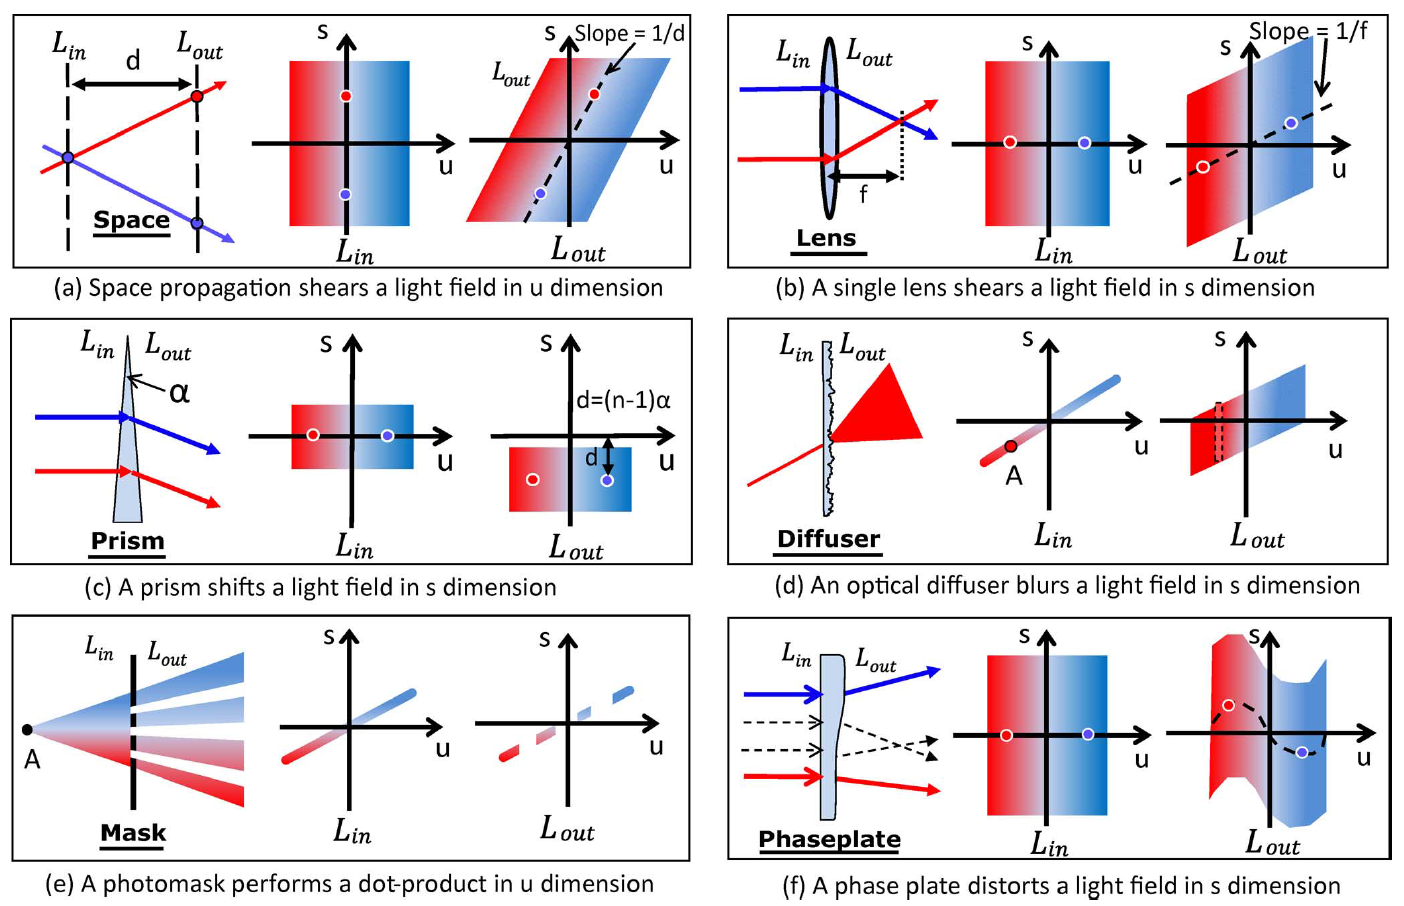 L_in
L_out
d
Space
s
u
L_in
s
Slope = 1/d
L_out
u
L_out
(a) Space propagation shears a light field in u dimension
L_in
L_out
f
Lens
s
u
L_in
s
Slope = 1/f
u
L_out
(b) A single lens shears a light field in s dimension
L_in
L_out
α
Prism
s
u
L_in
s
d=(n-1)α
d
u
L_out
(c) A prism shifts a light field in s dimension
L_in
L_out
Diffuser
s
A
u
L_in
s
u
L_out
(d) An optical diffuser blurs a light field in s dimension
L_in
L_out
A
Mask
s
u
L_in
s
u
L_out
(e) A photomask performs a dot-product in u dimension
L_in
L_out
Phaseplate
s
u
L_in
s
u
L_out
(f) A phase plate distorts a light field in s dimension